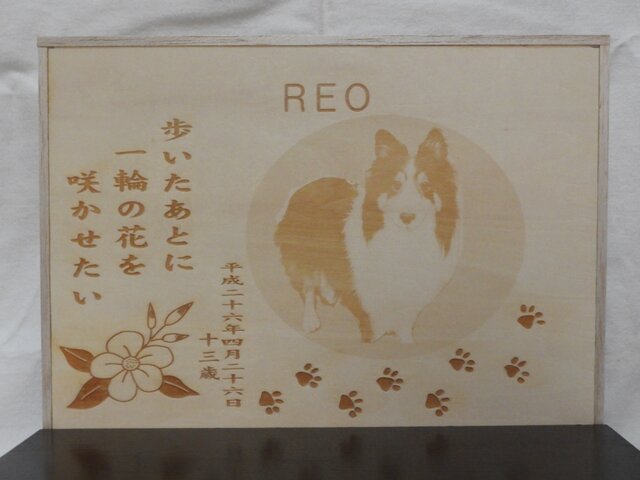 REO
歩いたあとに
一輪の花を
咲かせたい
平成二十六年四月二十六日
十三歳